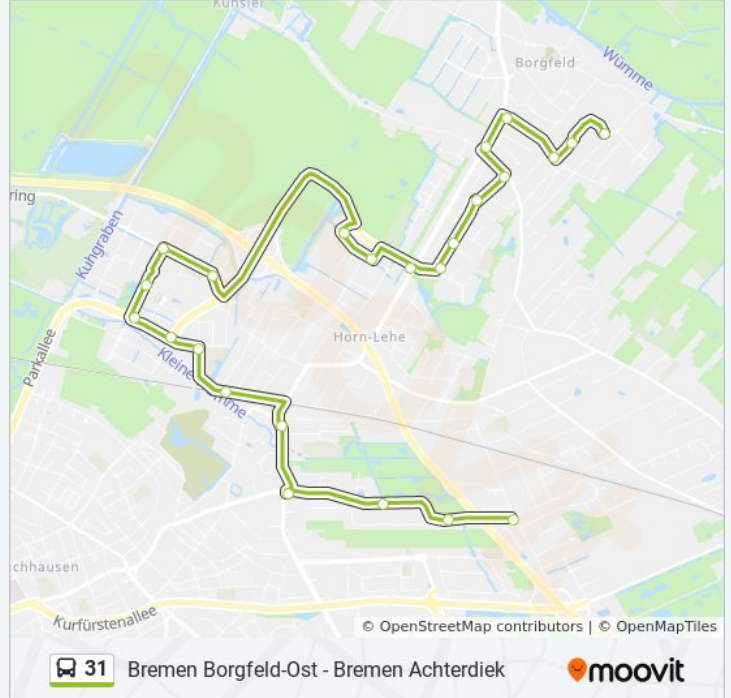 Kuhsiel
Borgfeld
Wümme
ring
Kuhgraben
Horn-Lehe
Parkallee
Kleine Wümme
chhausen
Kurfürstenallee
© OpenStreetMap contributors | © OpenMapTiles
31 Bremen Borgfeld-Ost - Bremen Achterdiek
moovit